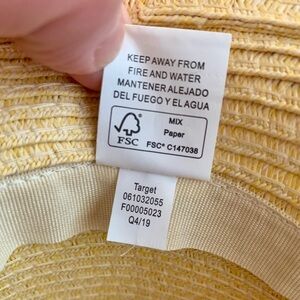 KEEP AWAY FROM
FIRE AND WATER
MANTENER ALEJADO
DEL FUEGO Y EL AGUA
FSC
MIX
Paper
FSC® C147038
Target
061032055
F00005023
Q4/19